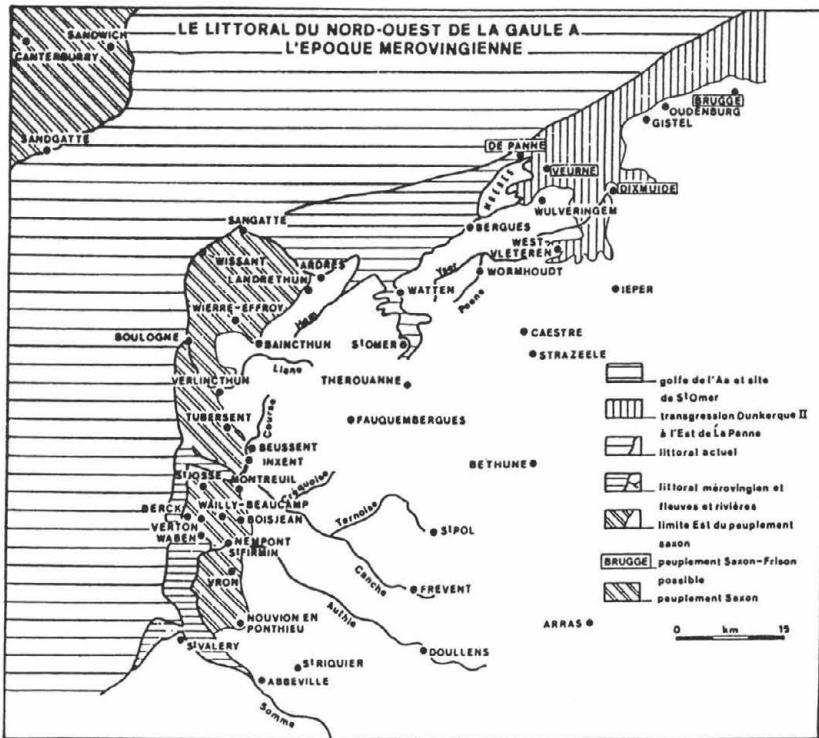 LE LITTORAL DU NORD-OUEST DE LA GAULE A
L'EPOQUE MEROVINGIENNE
SANDWICH
CANTERBURRY
SANDGATTE
BRUGGE
OUDENBURG
GISTEL
DE PANNE
VEURNE
DIXMUIDE
WULVERINGEM
BERGUES
WEST
VLETEREN
Yser
WORMHOUDT
Peene
SANGATTE
WISSANT
ARDRES
LANDRETHUN
WATTEN
IEPER
WIERRE-EFFROY
Hem
BOULOGNE
BAINCTHUN
St OMER
CAESTRE
STRAZEELE
Liane
THEROUANNE
VERLINCTHUN
TUBERSENT
Course
FAUQUEMBERGUES
BEUSSENT
INXENT
BETHUNE
St JOSSE
MONTREUIL
Créquoise
BERCK
WAILLY-BEAUCAMP
VERTON
BOISJEAN
WABEN
Ternoise
St POL
NEMPONT
St FIRMIN
VRON
Canche
FREVENT
Authie
NOUVION EN
PONTHIEU
ARRAS
St VALERY
DOULLENS
St RIQUIER
ABBEVILLE
Somme
golfe de l'Aa et site
de St Omer
transgression Dunkerque II
à l'Est de La Panne
littoral actuel
littoral mérovingien et
fleuves et rivières
limite Est du peuplement
saxon
BRUGGE peuplement Saxon-Frison
possible
peuplement Saxon
0 km 15